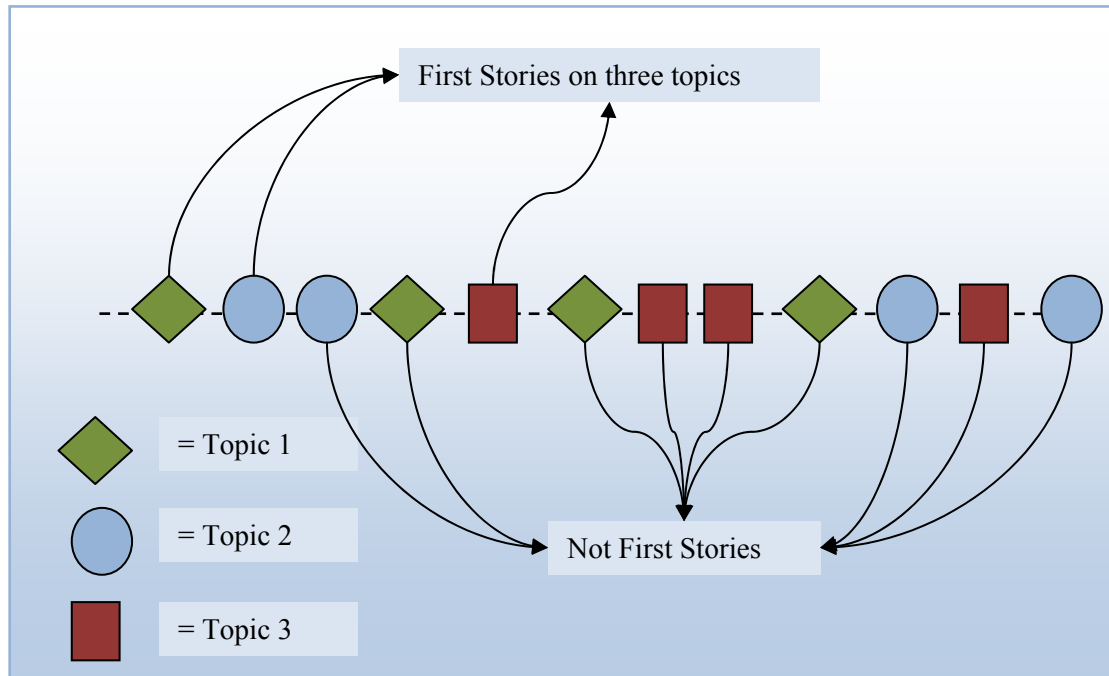 First Stories on three topics
= Topic 1
= Topic 2
Not First Stories
= Topic 3